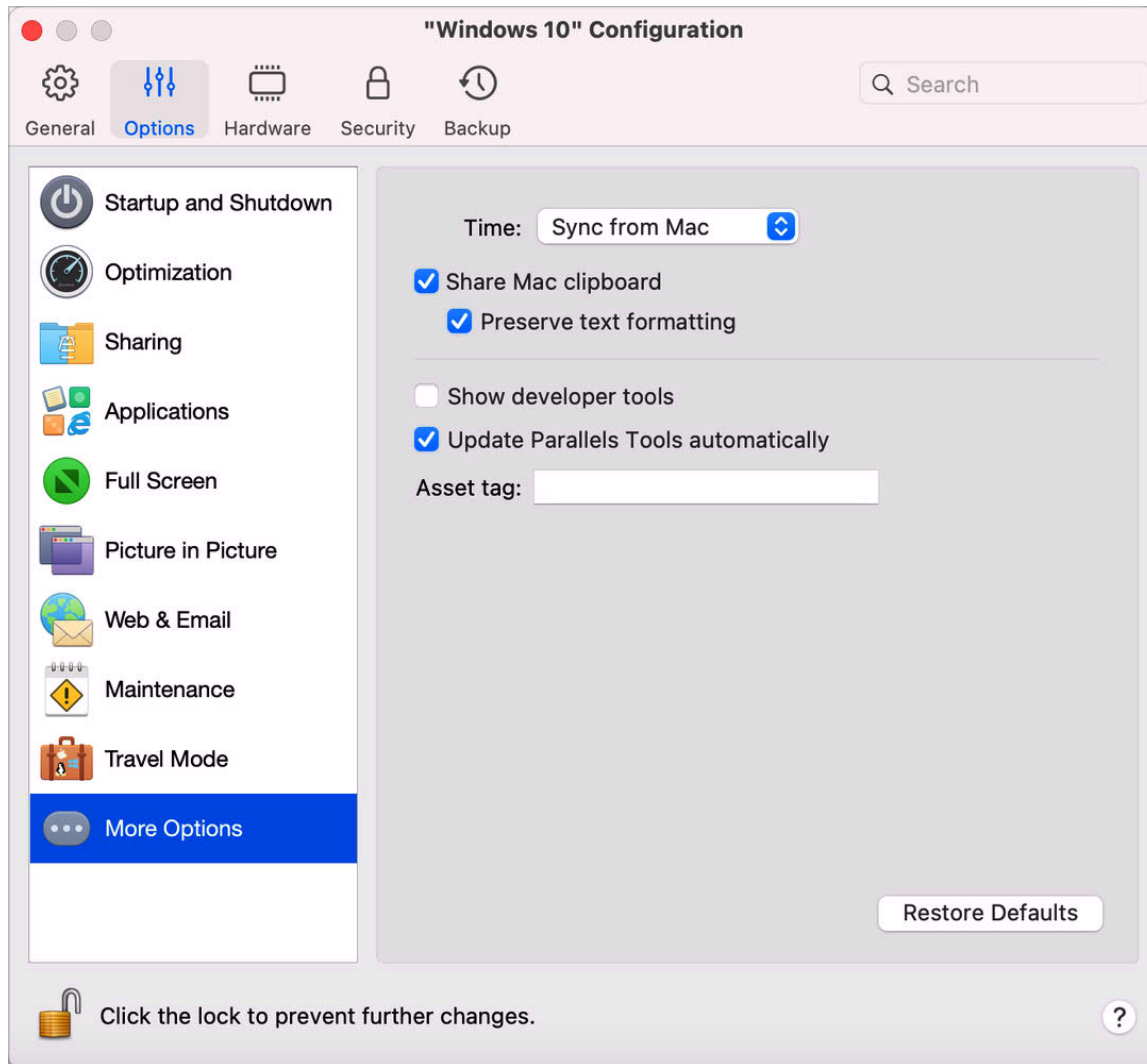 "Windows 10" Configuration
General Options Hardware Security Backup
Search
Startup and Shutdown
Optimization
Sharing
Applications
Full Screen
Picture in Picture
Web & Email
Maintenance
Travel Mode
More Options
Time: Sync from Mac
Share Mac clipboard
Preserve text formatting
Show developer tools
Update Parallels Tools automatically
Asset tag:
Restore Defaults
Click the lock to prevent further changes.
?